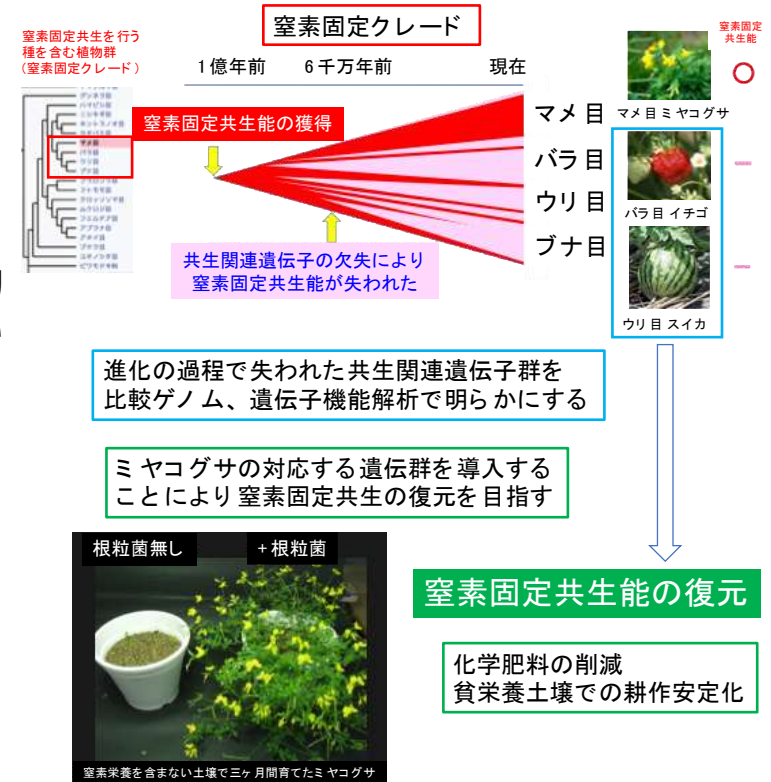 窒素固定共生を行う
種を含む植物群
(窒素固定クレード)
窒素固定クレード
1億年前
6千万年前
現在
窒素固定
共生能
窒素固定共生能の獲得
マメ目
バラ目
ウリ目
ブナ目
共生関連遺伝子の欠失により
窒素固定共生能が失われた
マメ目 ミヤコグサ
バラ目 イチゴ
ウリ目 スイカ
進化の過程で失われた共生関連遺伝子群を
比較ゲノム、遺伝子機能解析で明らかにする
ミヤコグサの対応する遺伝群を導入する
ことにより窒素固定共生の復元を目指す
根粒菌無し
+根粒菌
窒素栄養を含まない土壌で三ヶ月間育てたミヤコグサ
窒素固定共生能の復元
化学肥料の削減
貧栄養土壌での耕作安定化